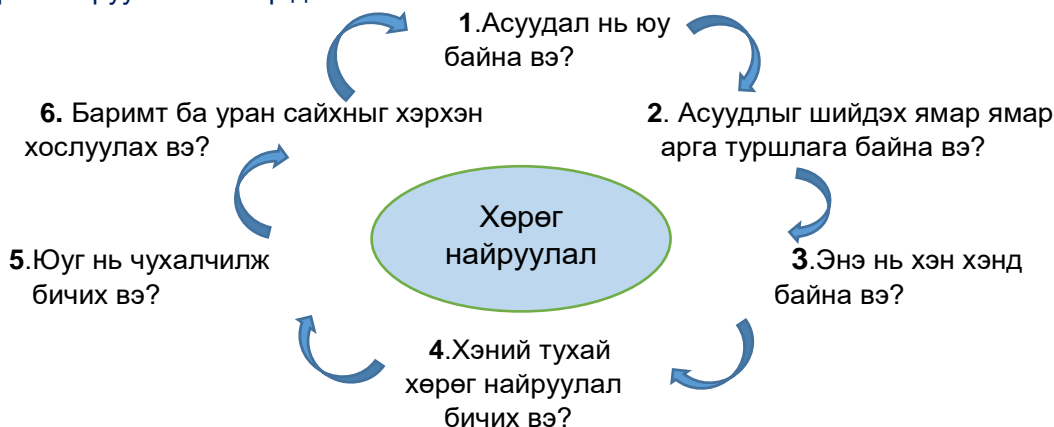 1.Асуудал нь юу
байна вэ?
2. Асуудлыг шийдэх ямар ямар
арга туршлага байна вэ?
3.Энэ нь хэн хэнд
байна вэ?
4.Хэний тухай
хөрөг найруулал
бичих вэ?
5.Юуг нь чухалчилж
бичих вэ?
6. Баримт ба уран сайхныг хэрхэн
хослуулах вэ?
Хөрөг
найруулал